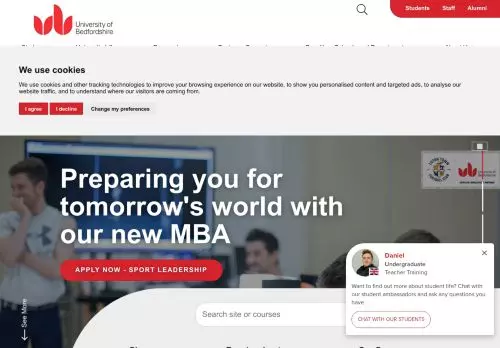 University of
Bedfordshire
Students
Staff
Alumni
We use cookies
We use cookies and other tracking technologies to improve your browsing experience on our website, to show you personalised content and targeted ads, to analyse our
website traffic, and to understand where our visitors are coming from.
I agree
I decline
Change my preferences
Preparing you for
tomorrow's world with
our new MBA
APPLY NOW - SPORT LEADERSHIP
See More
Search site or courses
Daniel
Undergraduate
Teacher Training
Want to find out more about student life? Chat with
our student ambassadors and ask any questions you
have
CHAT WITH OUR STUDENTS